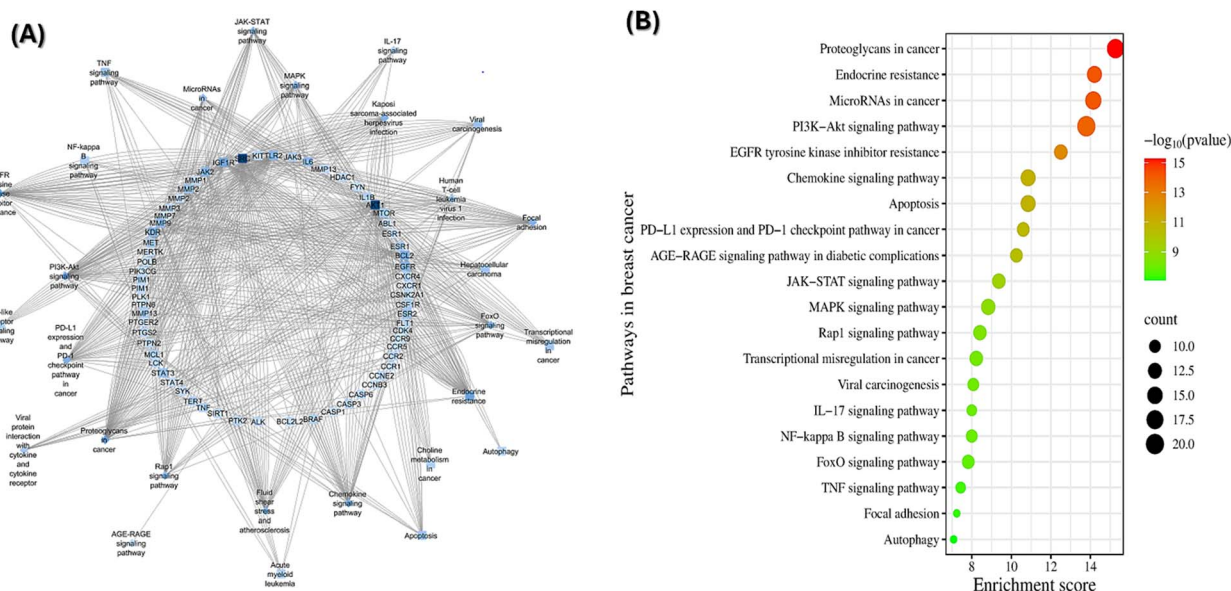 (A)
JAK-STAT
signaling
pathway
IL-17
signaling
pathway
TNF
signaling
pathway
MicroRNAs
in
cancer
MAPK
signaling
pathway
Kaposi
sarcoma-associated
herpesvirus
infection
Viral
carcinogenesis
NF-kappa
B
signaling
pathway
Human
T-cell
leukemia
virus 1
infection
Focal
adhesion
Hepatocellular
carcinoma
FoxO
signaling
pathway
Transcriptional
misregulation
in
cancer
Endocrine
resistance
Autophagy
Choline
metabolism
in
cancer
Apoptosis
Chemokine
signaling
pathway
Fluid
shear
stress
and
atherosclerosis
Acute
myeloid
leukemia
AGE-RAGE
signaling
pathway
Rap1
signaling
pathway
Proteoglycans
in
cancer
Viral
protein
interaction
with
cytokine
and
cytokine
receptor
PD-L1
expression
and
PD-1
checkpoint
pathway
in
cancer
PI3K-Akt
signaling
pathway
IGF1R
KITTLR2
JAK3
IL6
MMP13
HDAC1
FYN
IL1B
MTOR
ABL1
ESR1
ESR1
BCL2
EGFR
CXCR4
CXCR1
CSNK2A1
CSF1R
ESR2
FLT1
CDK4
CCR9
CCR5
CCR2
CCR1
CCNE2
CCNB3
CASP6
CASP3
CASP1
BRAF
BCL2L2
ALK
PTK2
SIRT1
TNF
TERT
SYK
STAT4
STAT3
LCK
MCL1
PTPN2
PTGS2
PTGER2
MMP13
PTPN6
PLK1
PIM1
PIM1
PIK3CG
POLB
MERTK
MET
KDR
MMP9
MMP7
MMP3
MMP2
MMP2
MMP1
JAK2
(B)
Pathways in breast cancer
Proteoglycans in cancer
Endocrine resistance
MicroRNAs in cancer
PI3K−Akt signaling pathway
EGFR tyrosine kinase inhibitor resistance
Chemokine signaling pathway
Apoptosis
PD−L1 expression and PD−1 checkpoint pathway in cancer
AGE−RAGE signaling pathway in diabetic complications
JAK−STAT signaling pathway
MAPK signaling pathway
Rap1 signaling pathway
Transcriptional misregulation in cancer
Viral carcinogenesis
IL−17 signaling pathway
NF−kappa B signaling pathway
FoxO signaling pathway
TNF signaling pathway
Focal adhesion
Autophagy
8 10 12 14
Enrichment score
−log10(pvalue)
15
13
11
9
count
10.0
12.5
15.0
17.5
20.0